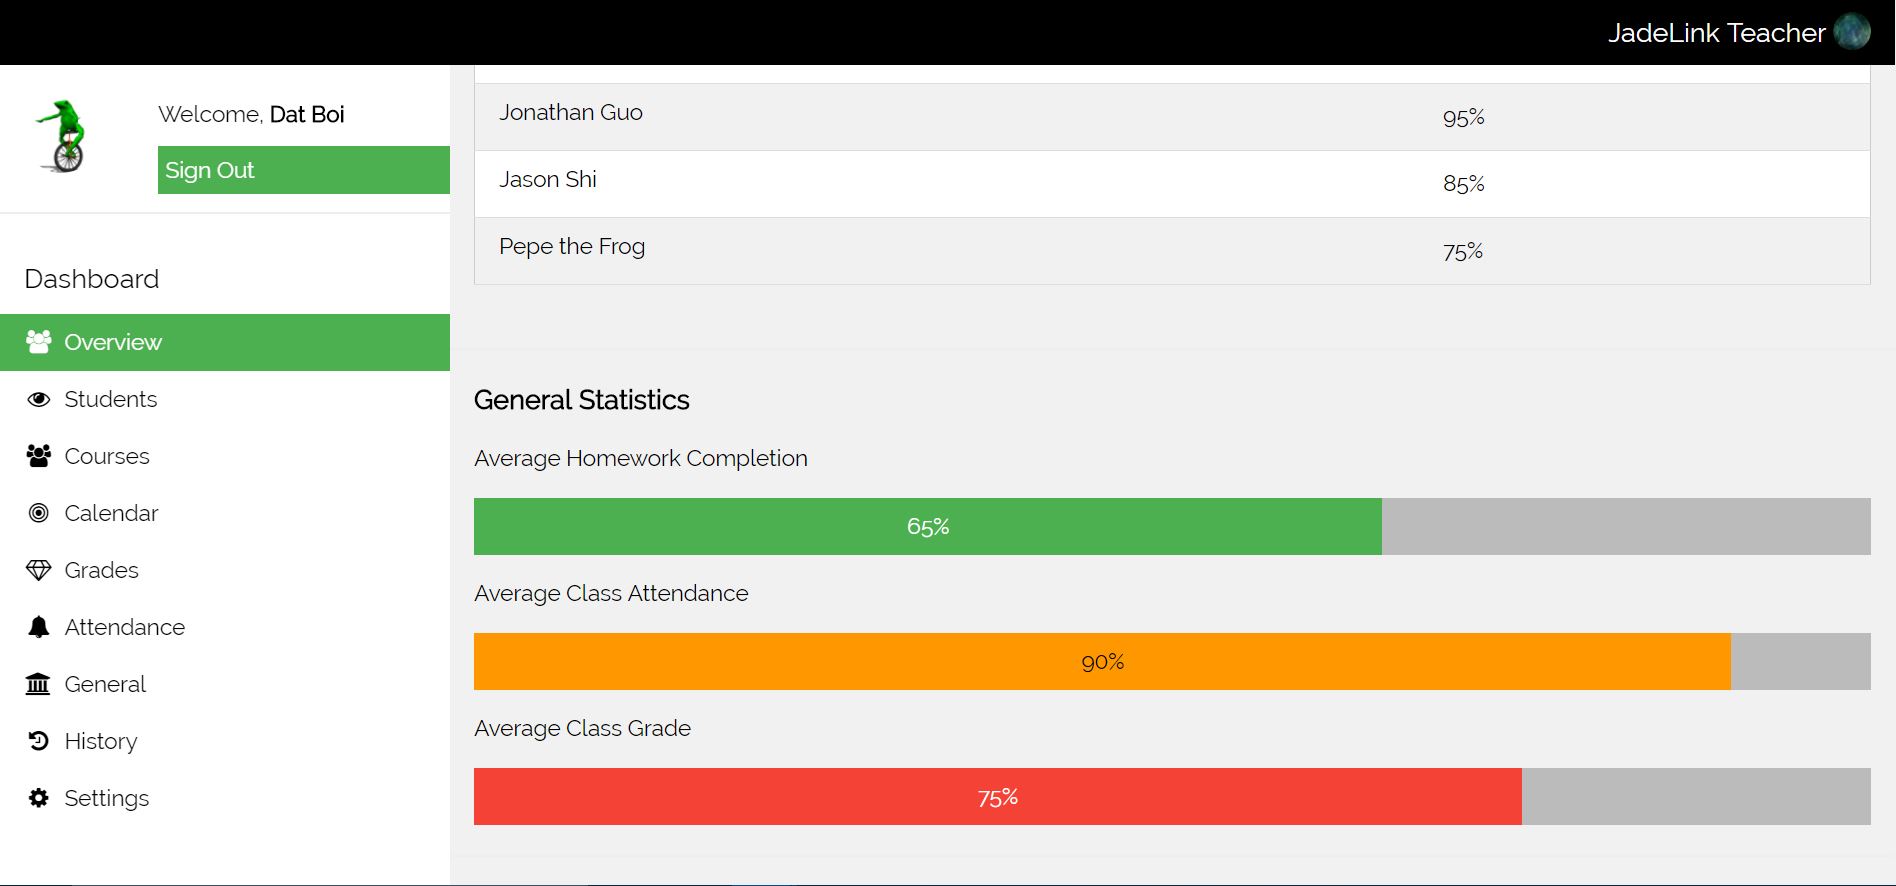 JadeLink Teacher
Welcome, Dat Boi
Sign Out
Dashboard
Overview
Students
Courses
Calendar
Grades
Attendance
General
History
Settings
Jonathan Guo 95%
Jason Shi 85%
Pepe the Frog 75%
General Statistics
Average Homework Completion
65%
Average Class Attendance
90%
Average Class Grade
75%